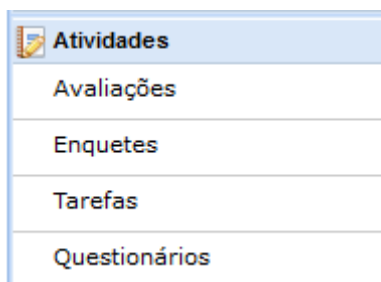 Atividades
Avaliações
Enquetes
Tarefas
Questionários